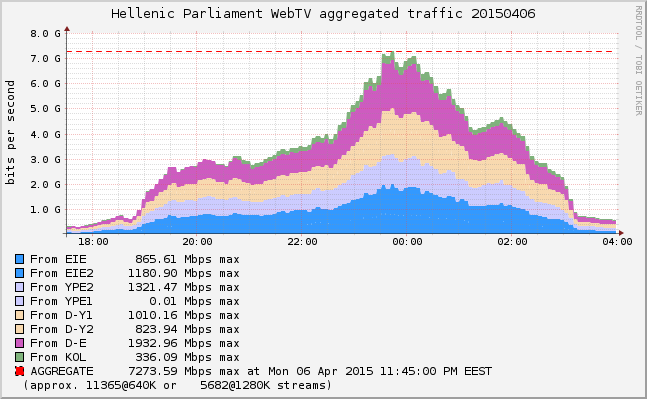 Hellenic Parliament WebTV aggregated traffic 20150406
RRDTOOL / TOBI OETIKER
bits per second
8.0 G
7.0 G
6.0 G
5.0 G
4.0 G
3.0 G
2.0 G
1.0 G
18:00 20:00 22:00 00:00 02:00 04:00
From EIE 865.61 Mbps max
From EIE2 1180.90 Mbps max
From YPE2 1321.47 Mbps max
From YPE1 0.01 Mbps max
From D-Y1 1010.16 Mbps max
From D-Y2 823.94 Mbps max
From D-E 1932.96 Mbps max
From KOL 336.09 Mbps max
AGGREGATE 7273.59 Mbps max at Mon 06 Apr 2015 11:45:00 PM EEST
(approx. 11365@640K or 5682@1280K streams)